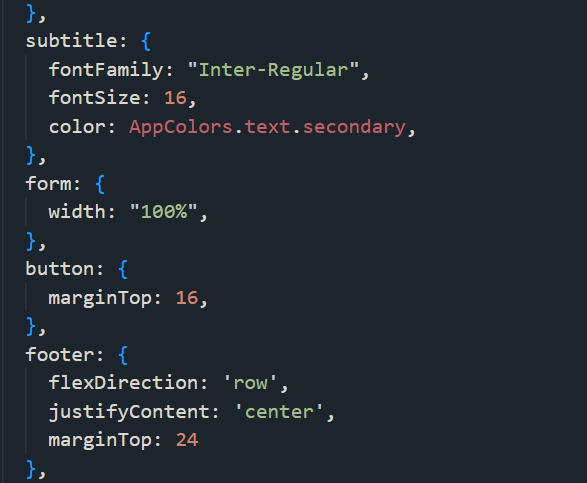 },
subtitle: {
fontFamily: "Inter-Regular",
fontSize: 16,
color: AppColors.text.secondary,
},
form: {
width: "100%",
},
button: {
marginTop: 16,
},
footer: {
flexDirection: 'row',
justifyContent: 'center',
marginTop: 24
},